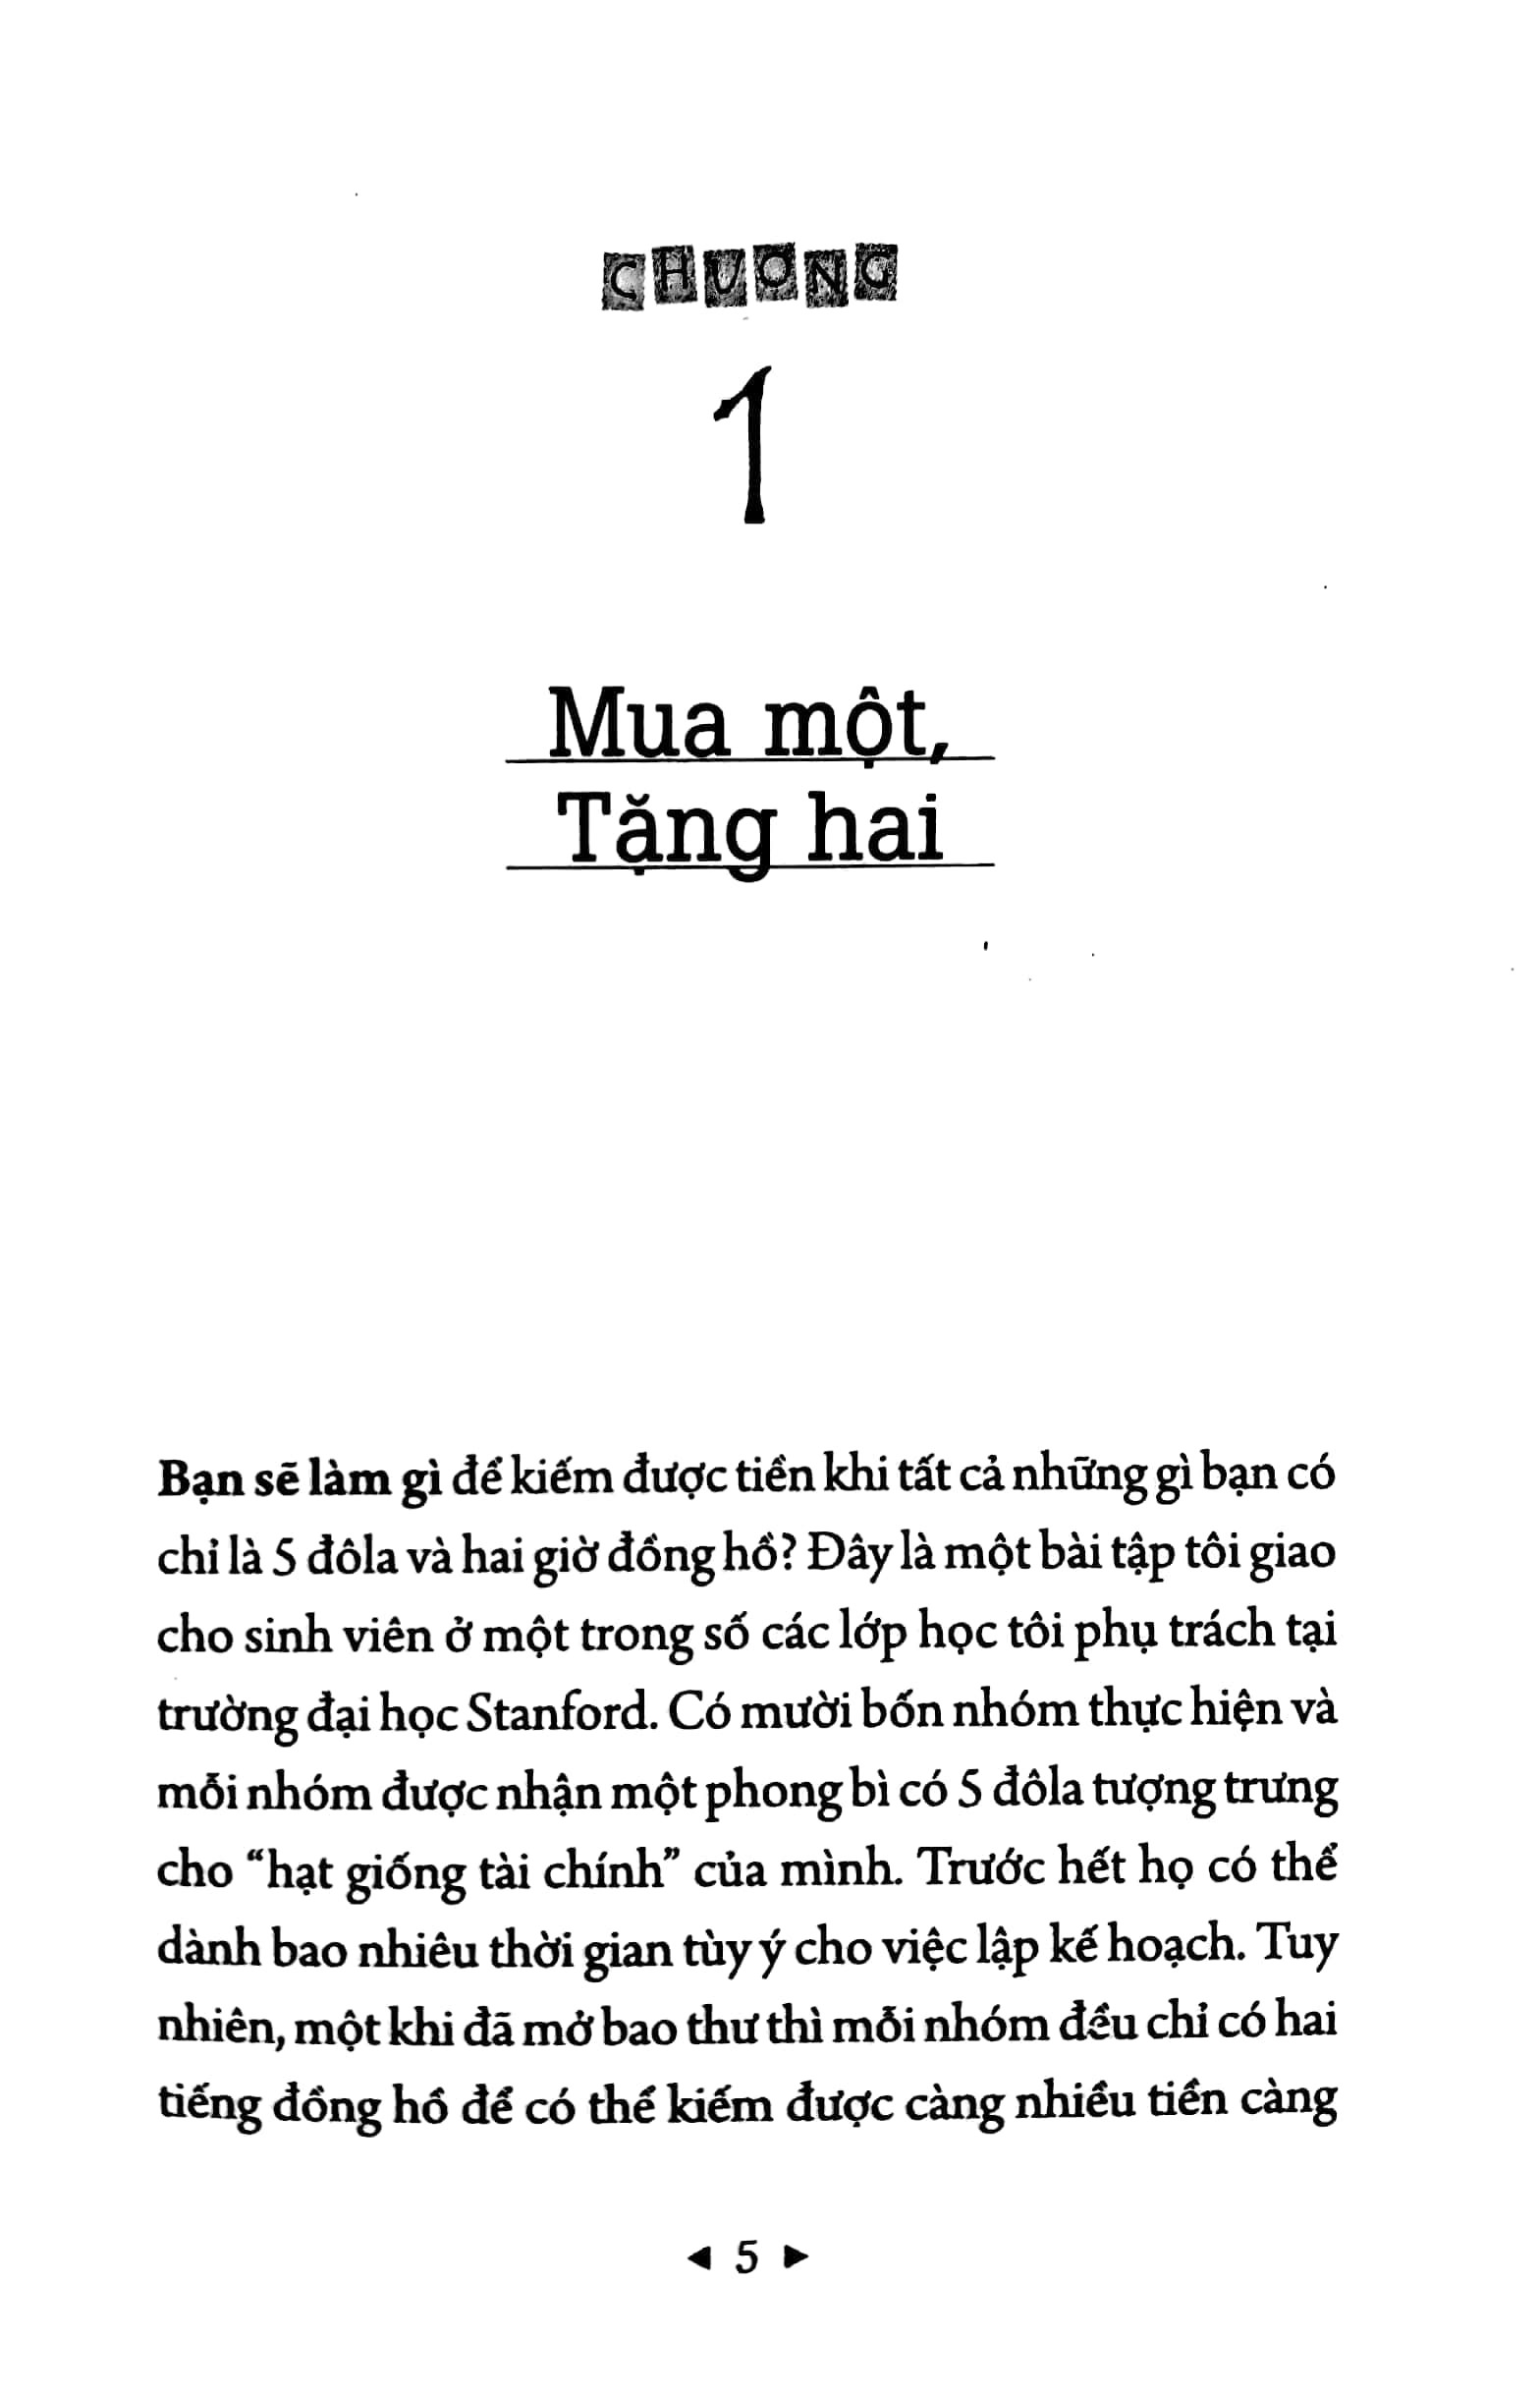 CHUONG
1
Mua một,
Tặng hai
Bạn sẽ làm gì để kiếm được tiền khi tất cả những gì bạn có
chỉ là 5 đôla và hai giờ đồng hồ? Đây là một bài tập tôi giao
cho sinh viên ở một trong số các lớp học tôi phụ trách tại
trường đại học Stanford. Có mười bốn nhóm thực hiện và
mỗi nhóm được nhận một phong bì có 5 đôla tượng trưng
cho “hạt giống tài chính” của mình. Trước hết họ có thể
dành bao nhiêu thời gian tùy ý cho việc lập kế hoạch. Tuy
nhiên, một khi đã mở bao thư thì mỗi nhóm đều chỉ có hai
tiếng đồng hồ để có thể kiếm được càng nhiều tiền càng
◄ 5 ►